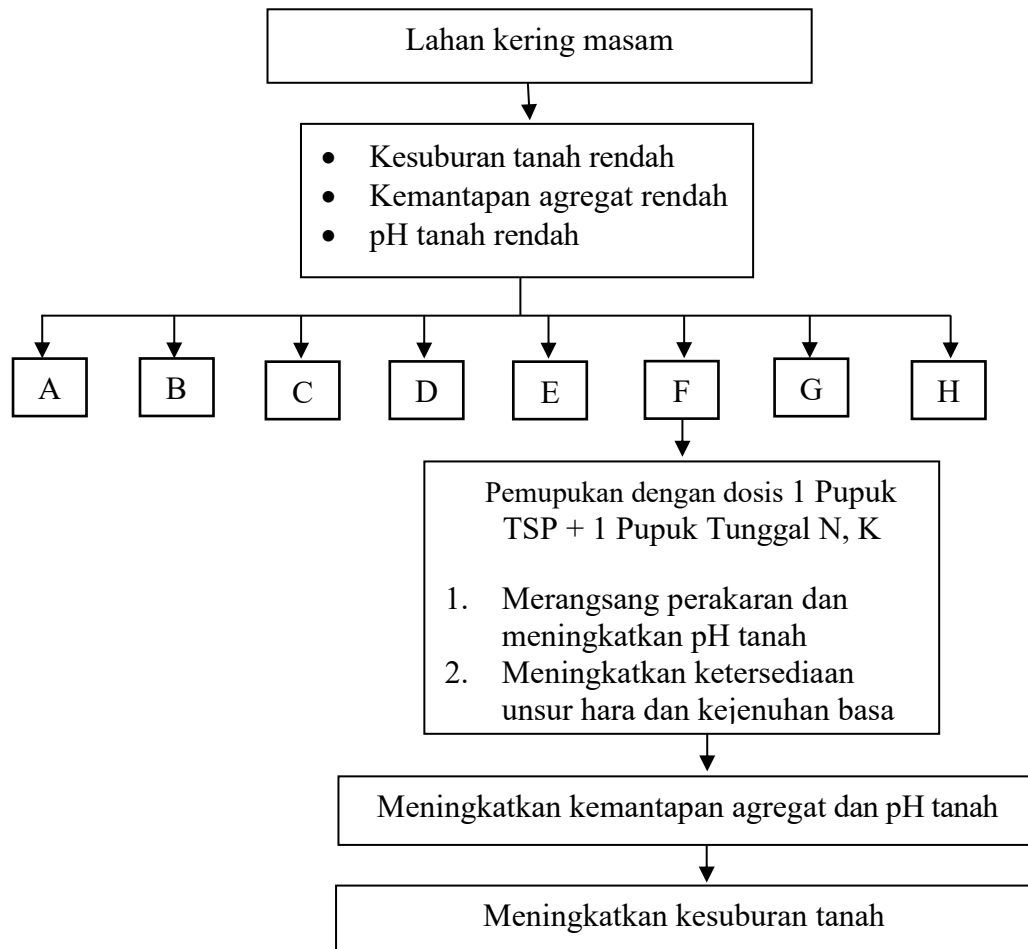 Lahan kering masam
• Kesuburan tanah rendah
• Kemantapan agregat rendah
• pH tanah rendah
A
B
C
D
E
F
G
H
Pemupukan dengan dosis 1 Pupuk
TSP + 1 Pupuk Tunggal N, K
1. Merangsang perakaran dan
meningkatkan pH tanah
2. Meningkatkan ketersediaan
unsur hara dan kejenuhan basa
Meningkatkan kemantapan agregat dan pH tanah
Meningkatkan kesuburan tanah